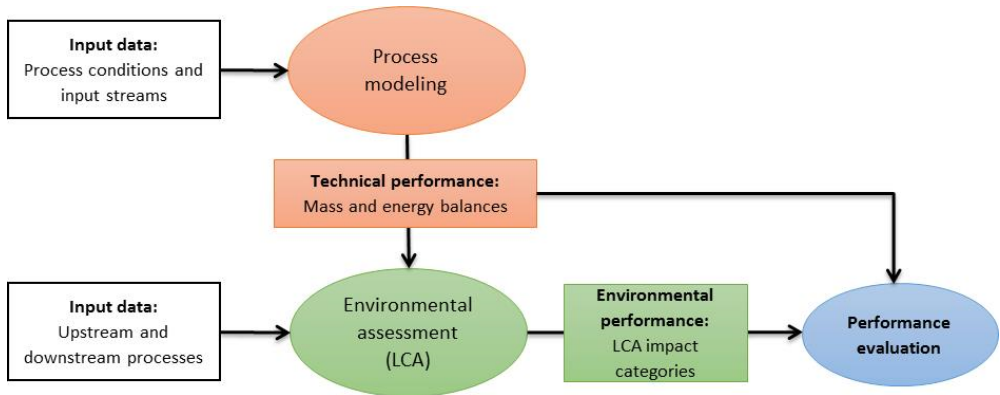 Input data:
Process conditions and
input streams
Process
modeling
Technical performance:
Mass and energy balances
Input data:
Upstream and
downstream processes
Environmental
assessment
(LCA)
Environmental
performance:
LCA impact
categories
Performance
evaluation